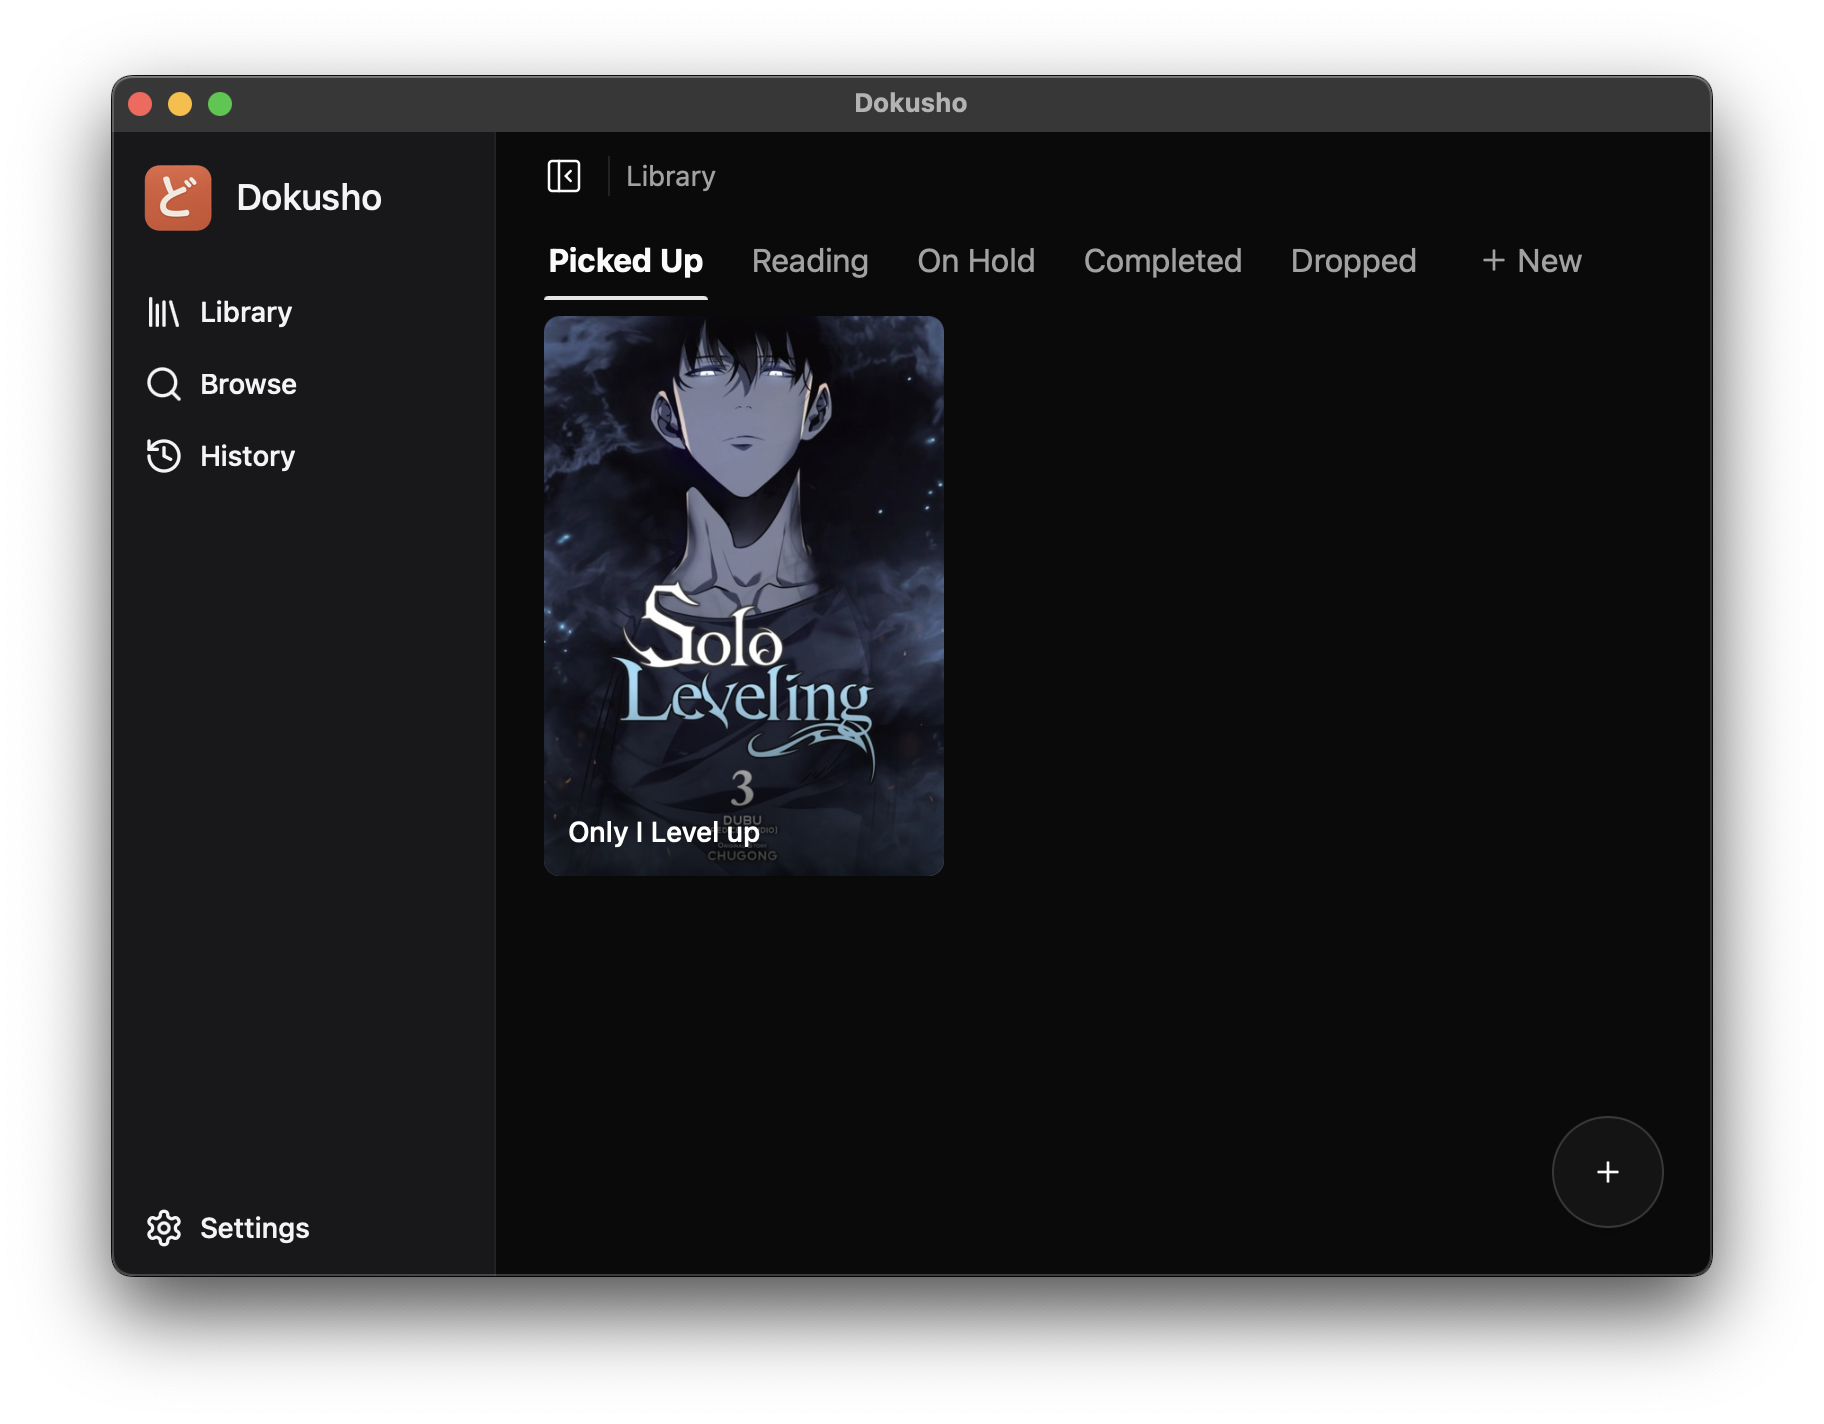 Dokusho
ど Dokusho
Library
Browse
History
Settings
Library
Picked Up Reading On Hold Completed Dropped + New
Solo
Leveling
3
DUBU
Only I Level up
CHUGONG
+